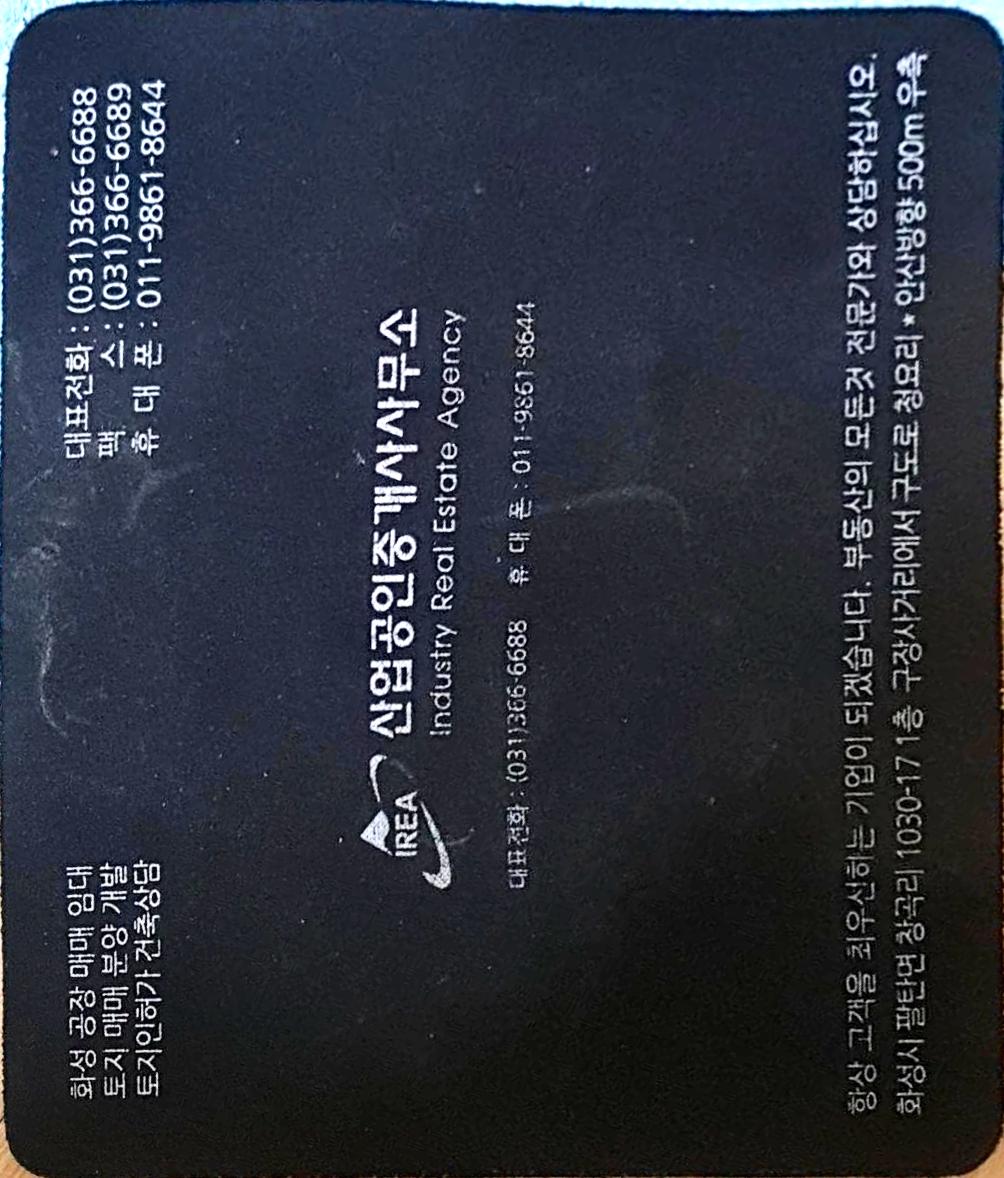 화성 공장 매매 임대
토지 매매 분양 개발
토지인허가 건축상담
대표전화 : (031)366-6688
팩 스 : (031)366-6689
휴 대 폰 : 011-9861-8644
IREA
산업공인중개사사무소
Industry Real Estate Agency
대표전화 : (031)366-6688 휴 대 폰 : 011-9861-8644
항상 고객을 최우선하는 기업이 되겠습니다. 부동산의 모든것 전문가와 상담하십시오.
화성시 팔탄면 창곡리 1030-17 1층 구장사거리에서 구도로 청요리 * 안산방향 500m 우측